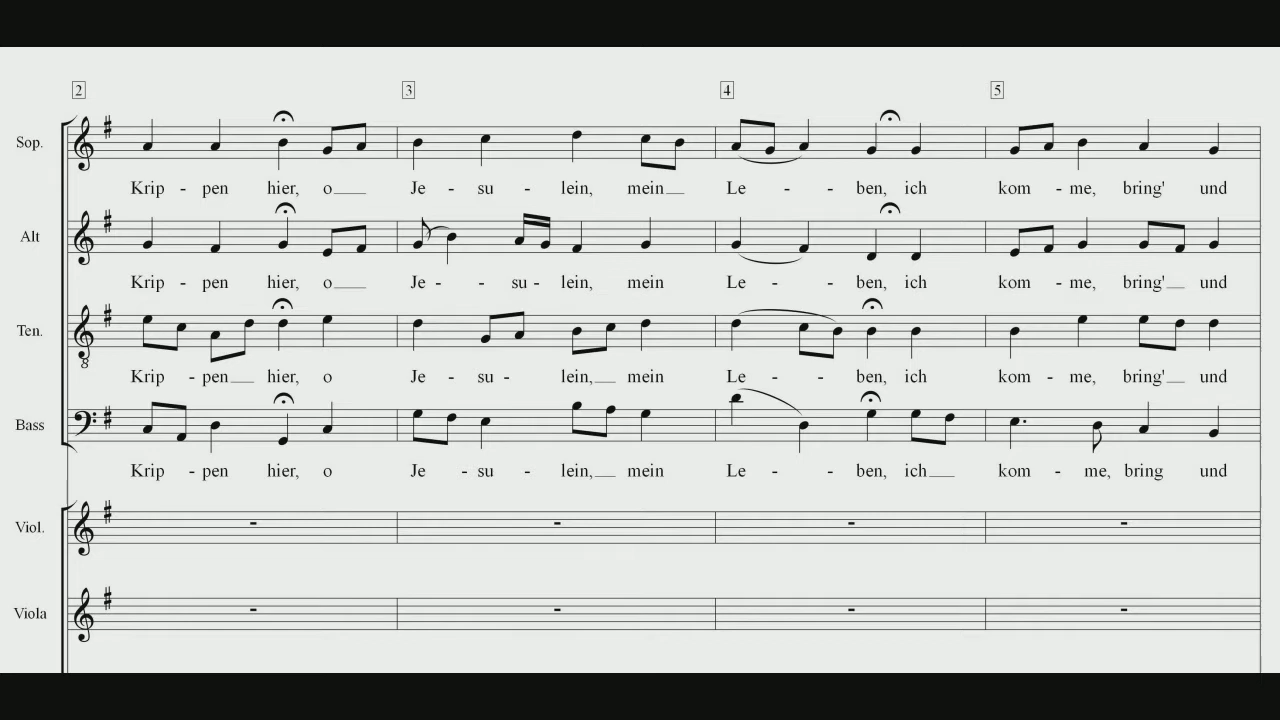 2 3 4 5
Sop.
Krip - pen hier, o Je - su - lein, mein Le - - ben, ich kom - me, bring' und
Alt
Krip - pen hier, o Je - - su - lein, mein Le - - ben, ich kom - me, bring' und
Ten.
8
Krip - pen hier, o Je - su - lein, mein Le - - ben, ich kom - me, bring' und
Bass
Krip - pen hier, o Je - su - lein, mein Le - - ben, ich kom - me, bring und
Viol.
Viola